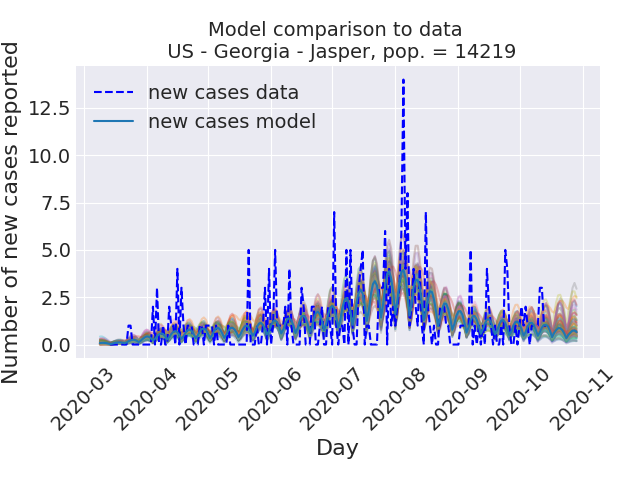 Model comparison to data
US - Georgia - Jasper, pop. = 14219
Number of new cases reported
12.5
10.0
7.5
5.0
2.5
0.0
new cases data
new cases model
2020-03
2020-04
2020-05
2020-06
2020-07
2020-08
2020-09
2020-10
2020-11
Day